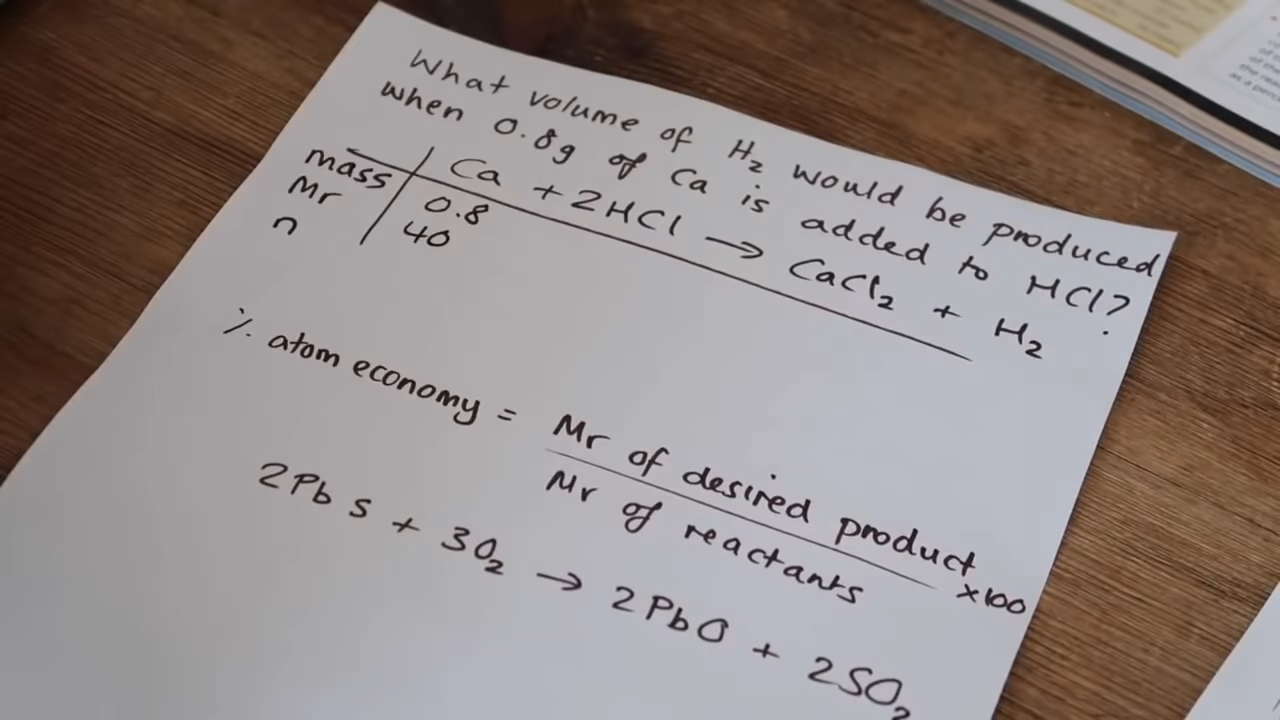 What volume of H₂ would be produced
when 0.8g of Ca is added to HCl?
Ca + 2HCl → CaCl₂ + H₂
mass 0.8
Mr 40
n
% atom economy = Mr of desired product
Mr of reactants ×100
2PbS + 3O₂ → 2PbO + 2SO₂